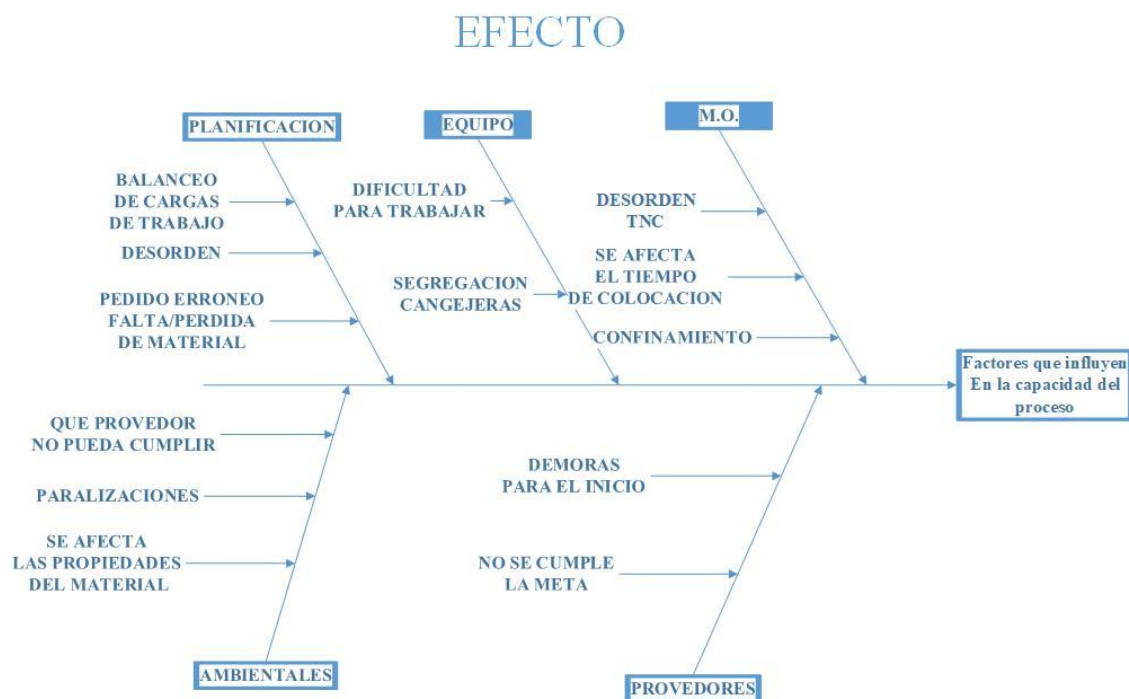 EFECTO
PLANIFICACION
EQUIPO
M.O.
BALANCEO
DE CARGAS
DE TRABAJO
DESORDEN
PEDIDO ERRONEO
FALTA/PERDIDA
DE MATERIAL
DIFICULTAD
PARA TRABAJAR
SEGREGACION
CANGEJERAS
DESORDEN
TNC
SE AFECTA
EL TIEMPO
DE COLOCACION
CONFINAMIENTO
Factores que influyen
En la capacidad del
proceso
QUE PROVEDOR
NO PUEDA CUMPLIR
PARALIZACIONES
SE AFECTA
LAS PROPIEDADES
DEL MATERIAL
DEMORAS
PARA EL INICIO
NO SE CUMPLE
LA META
AMBIENTALES
PROVEDORES